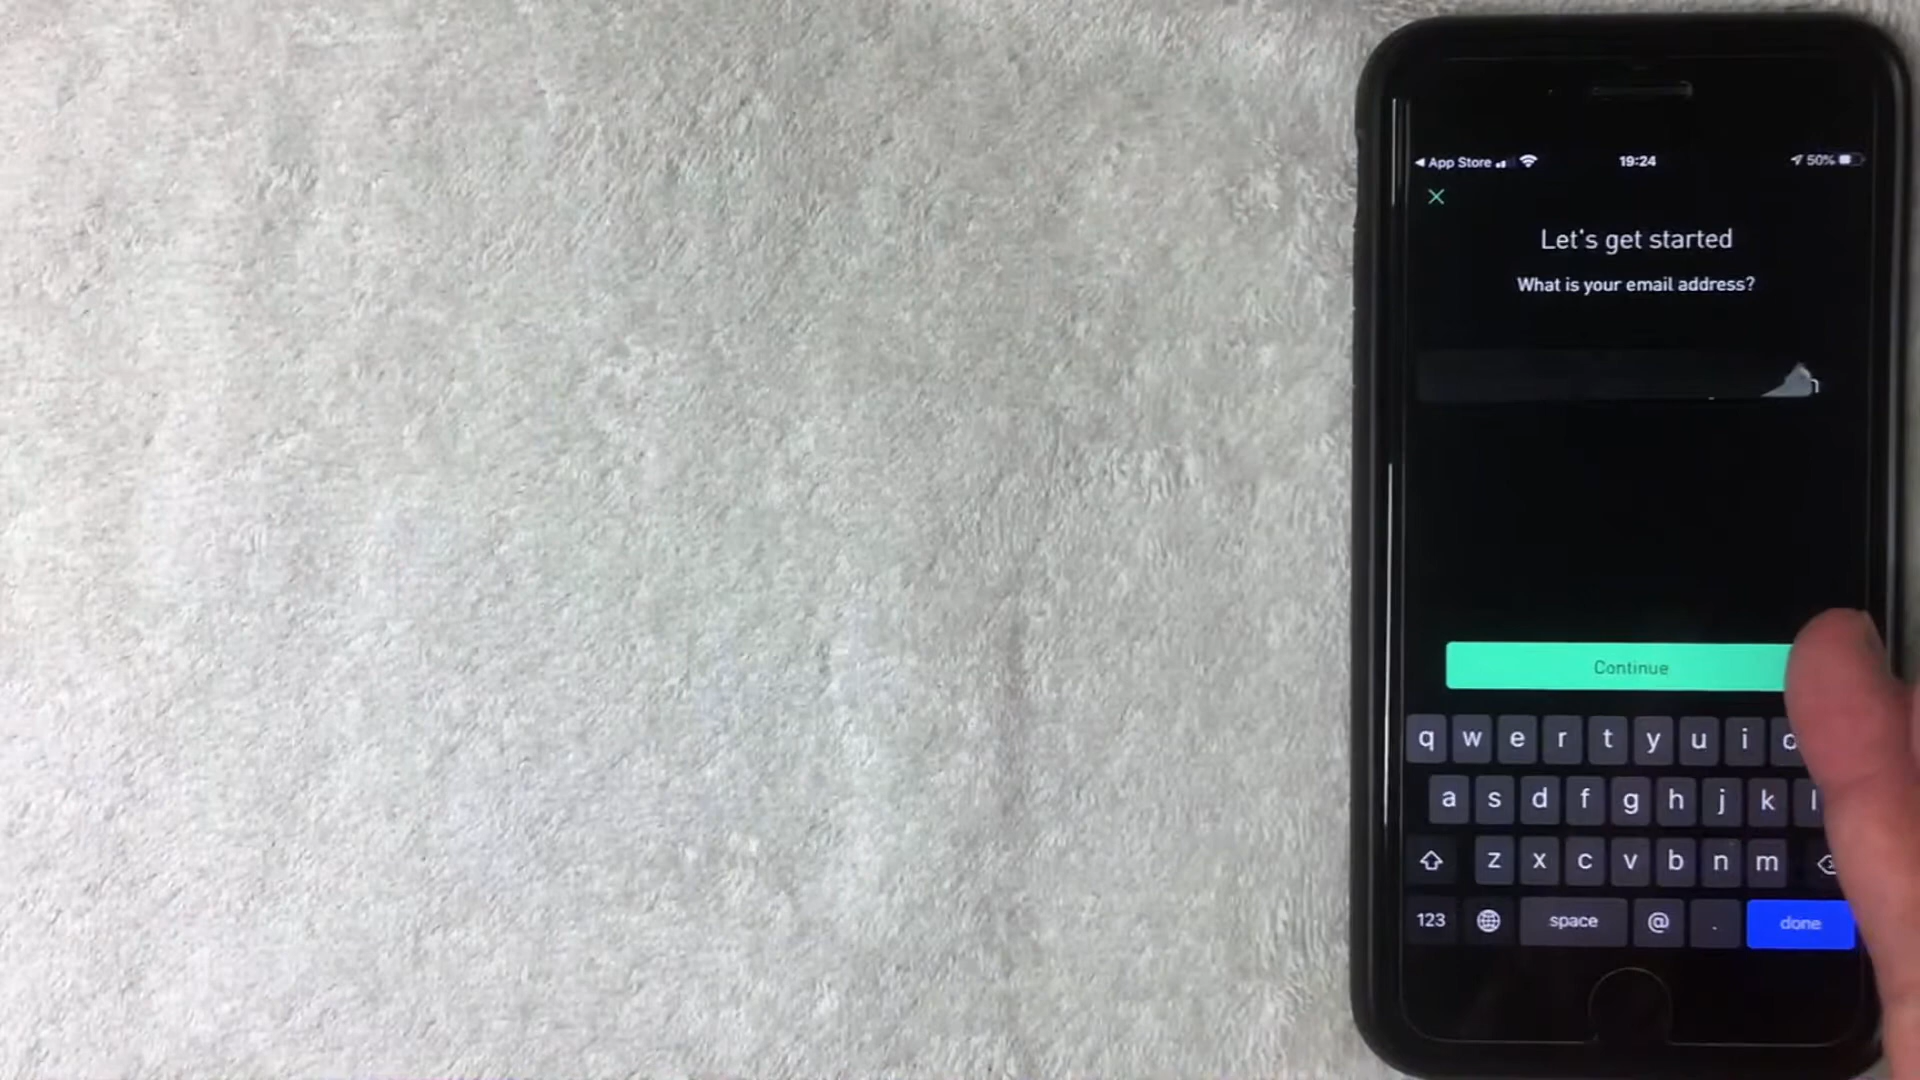 App Store 19:24 50%
Let's get started
What is your email address?
Continue
q w e r t y u i
a s d f g h j k l
z x c v b n m
123 space @ . done